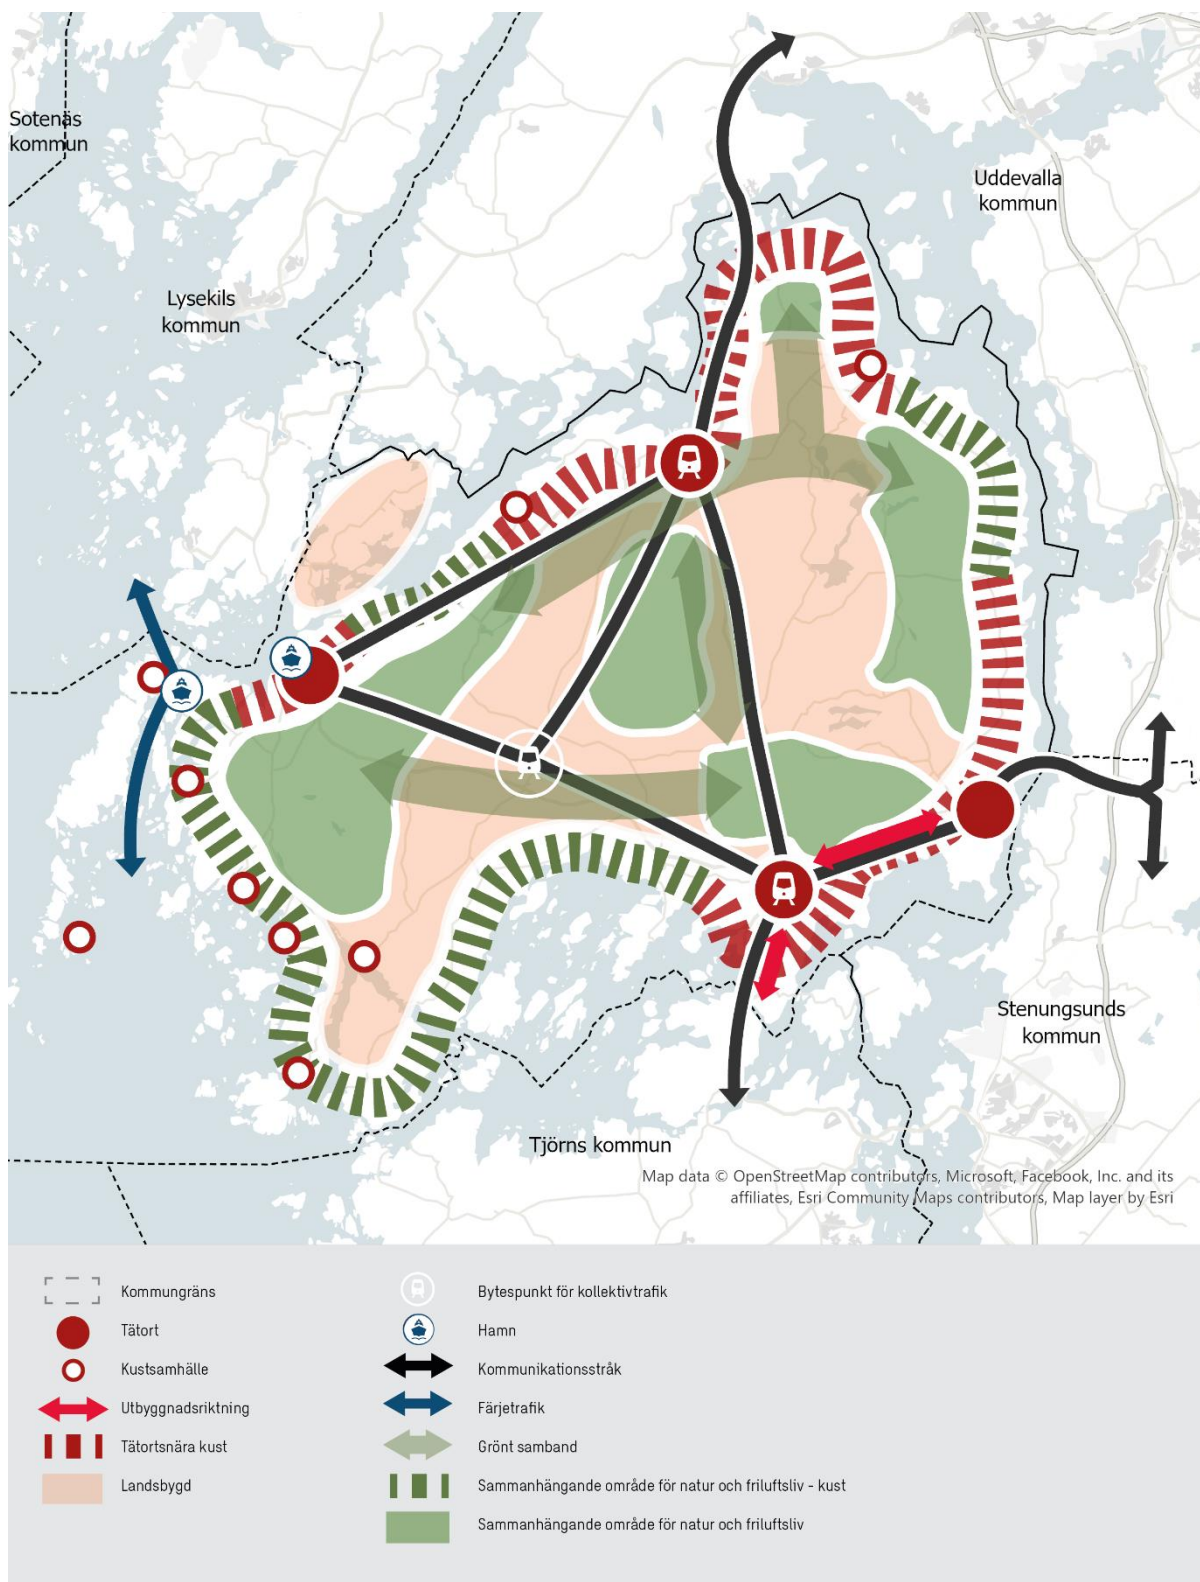 Sotenäs
kommun
Uddevalla
kommun
Lysekils
kommun
Stenungsunds
kommun
Tjörns kommun
Map data © OpenStreetMap contributors, Microsoft, Facebook, Inc. and its
affiliates, Esri Community Maps contributors, Map layer by Esri
Kommungräns
Tätort
Kustsamhälle
Utbyggnadsriktning
Tätortsnära kust
Landsbygd
Bytespunkt för kollektivtrafik
Hamn
Kommunikationsstråk
Färjetrafik
Grönt samband
Sammanhängande område för natur och friluftsliv - kust
Sammanhängande område för natur och friluftsliv